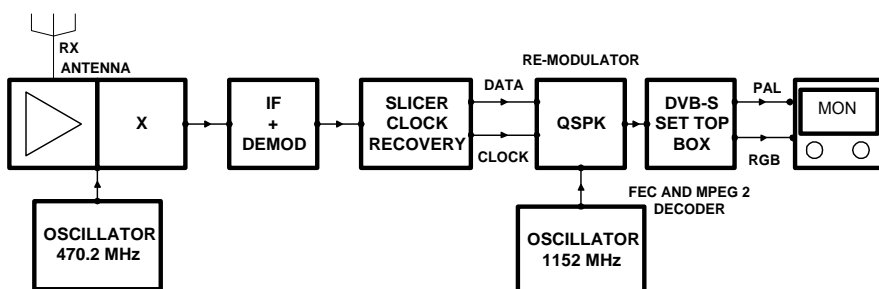 RX
ANTENNA
X
IF
+
DEMOD
SLICER
CLOCK
RECOVERY
DATA
CLOCK
RE-MODULATOR
QSPK
DVB-S
SET TOP
BOX
PAL
RGB
MON
FEC AND MPEG 2
DECODER
OSCILLATOR
470.2 MHz
OSCILLATOR
1152 MHz